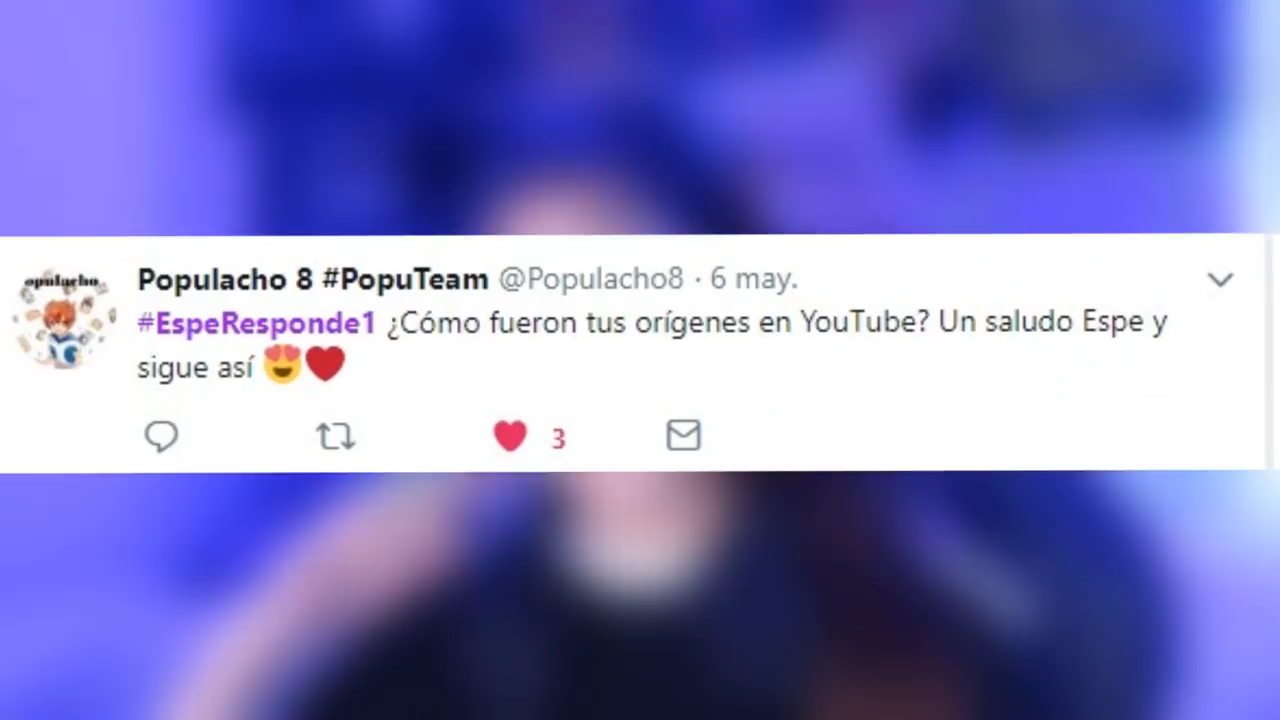 opulacho
Populacho 8 #PopuTeam @Populacho8 · 6 may.
#EspeResponde1 ¿Cómo fueron tus orígenes en YouTube? Un saludo Espe y
sigue así 😍❤️
3